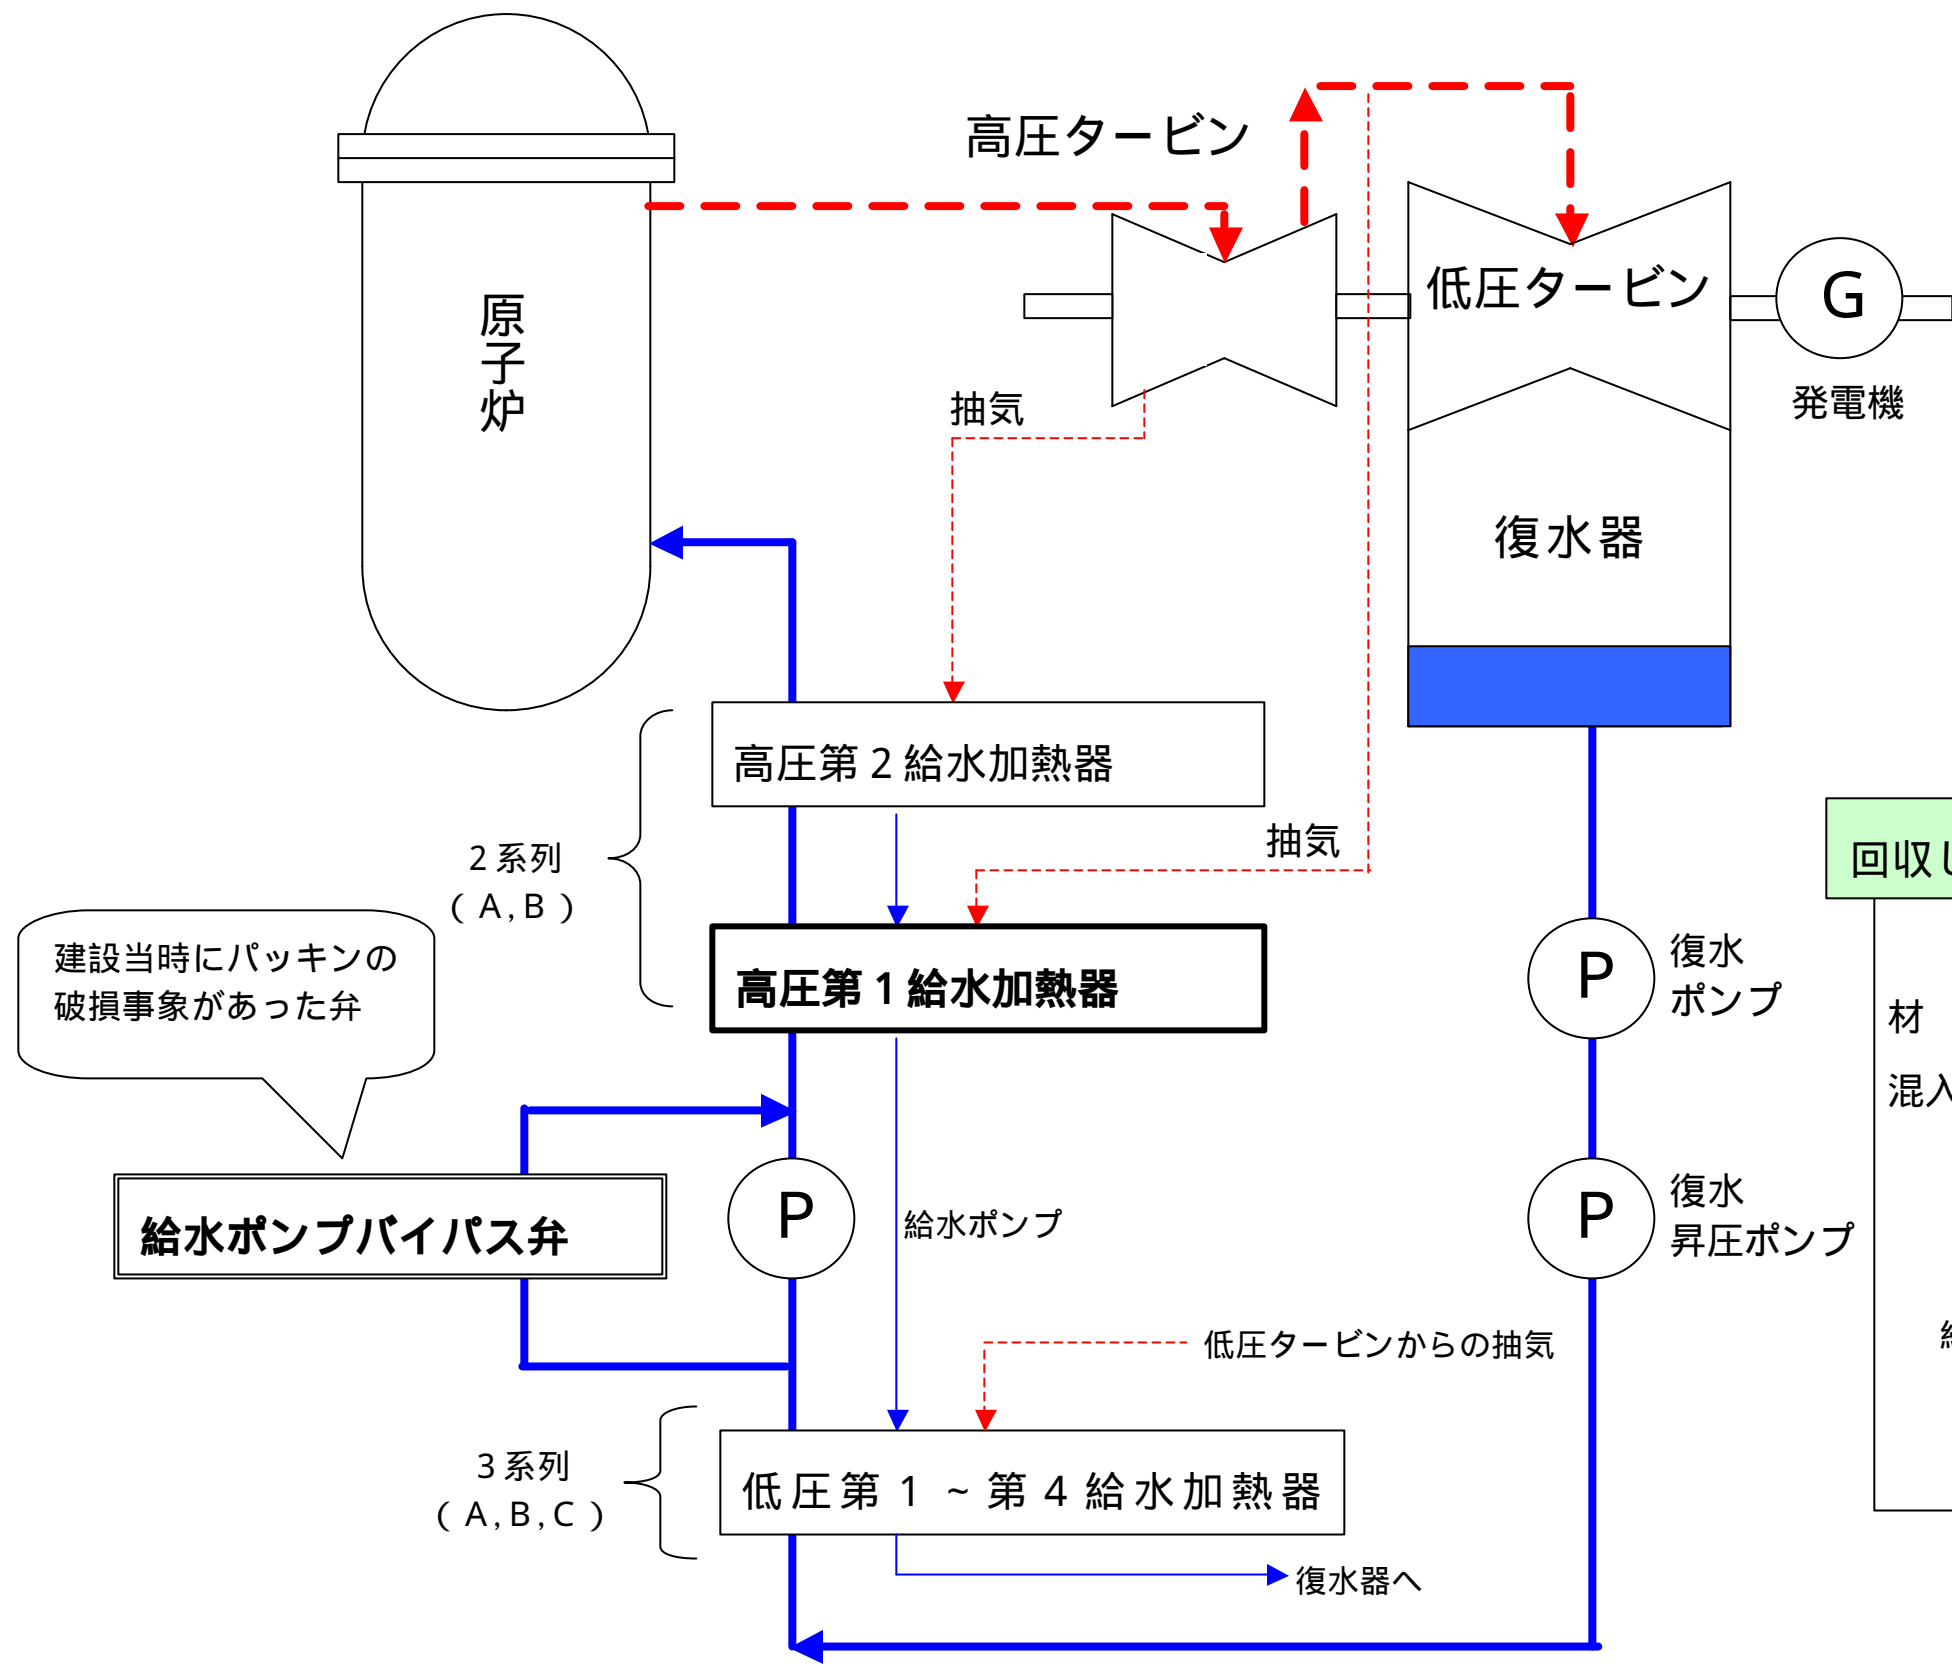 高圧タービン
原子炉
低圧タービン
G
発電機
抽気
復水器
高圧第2給水加熱器
抽気
2系列
(A,B)
回収し
建設当時にパッキンの
破損事象があった弁
高圧第1給水加熱器
P
復水
ポンプ
材
混入
給水ポンプバイパス弁
P
給水ポンプ
P
復水
昇圧ポンプ
低圧タービンからの抽気
3系列
(A,B,C)
低圧第1~第4給水加熱器
復水器へ